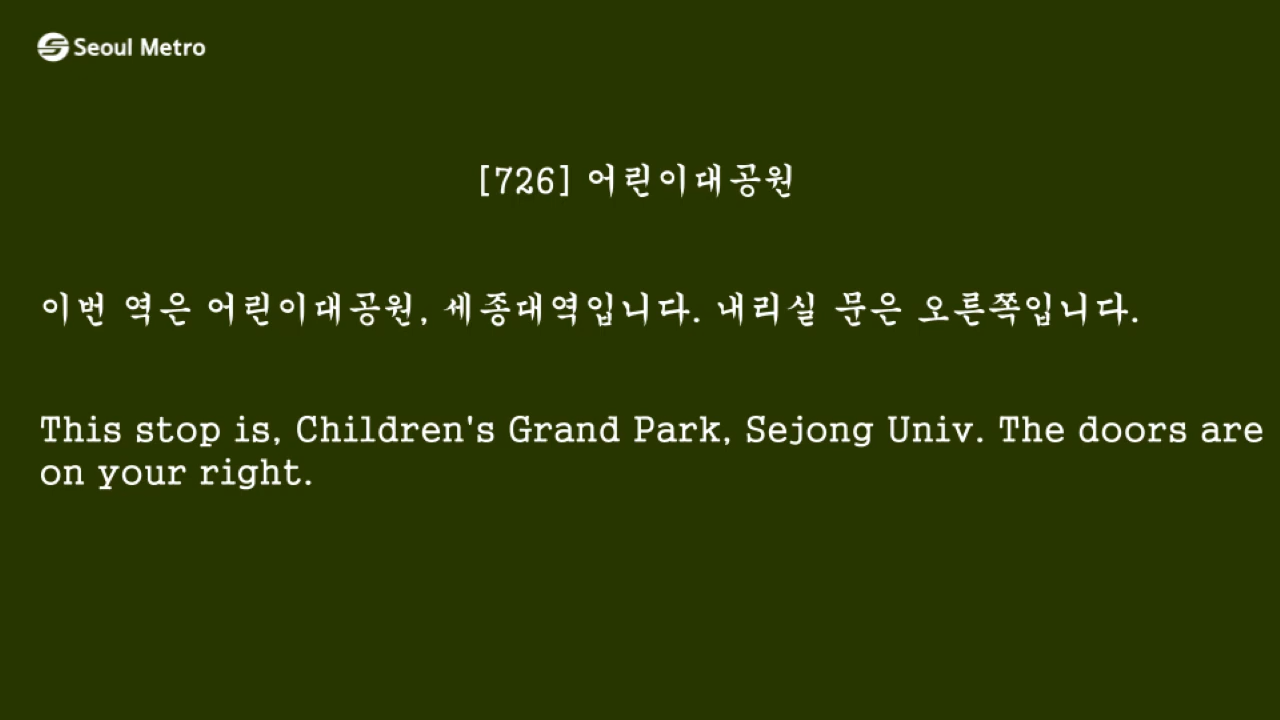 Seoul Metro
[726] 어린이대공원
이번 역은 어린이대공원, 세종대역입니다. 내리실 문은 오른쪽입니다.
This stop is, Children's Grand Park, Sejong Univ. The doors are
on your right.